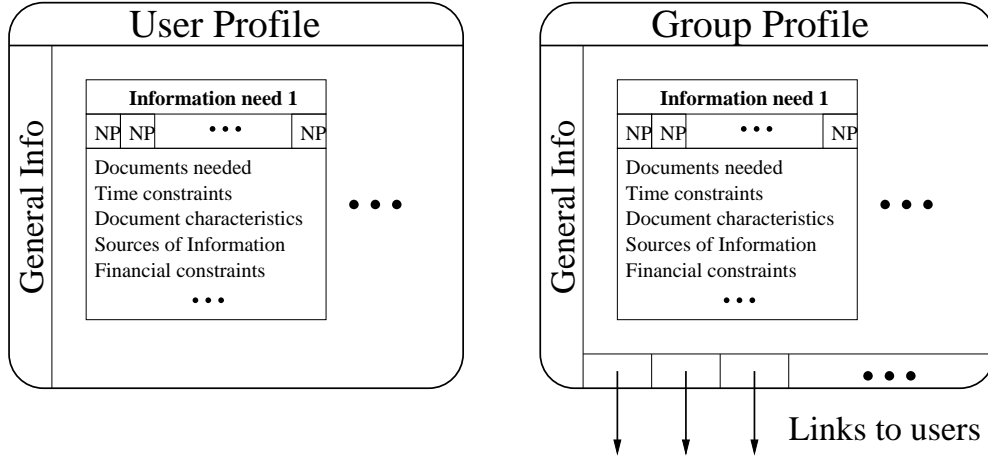 User Profile
General Info
Information need 1
NP NP ••• NP
Documents needed
Time constraints
Document characteristics
Sources of Information
Financial constraints
•••
•••
Group Profile
General Info
Information need 1
NP NP ••• NP
Documents needed
Time constraints
Document characteristics
Sources of Information
Financial constraints
•••
•••
•••
Links to users